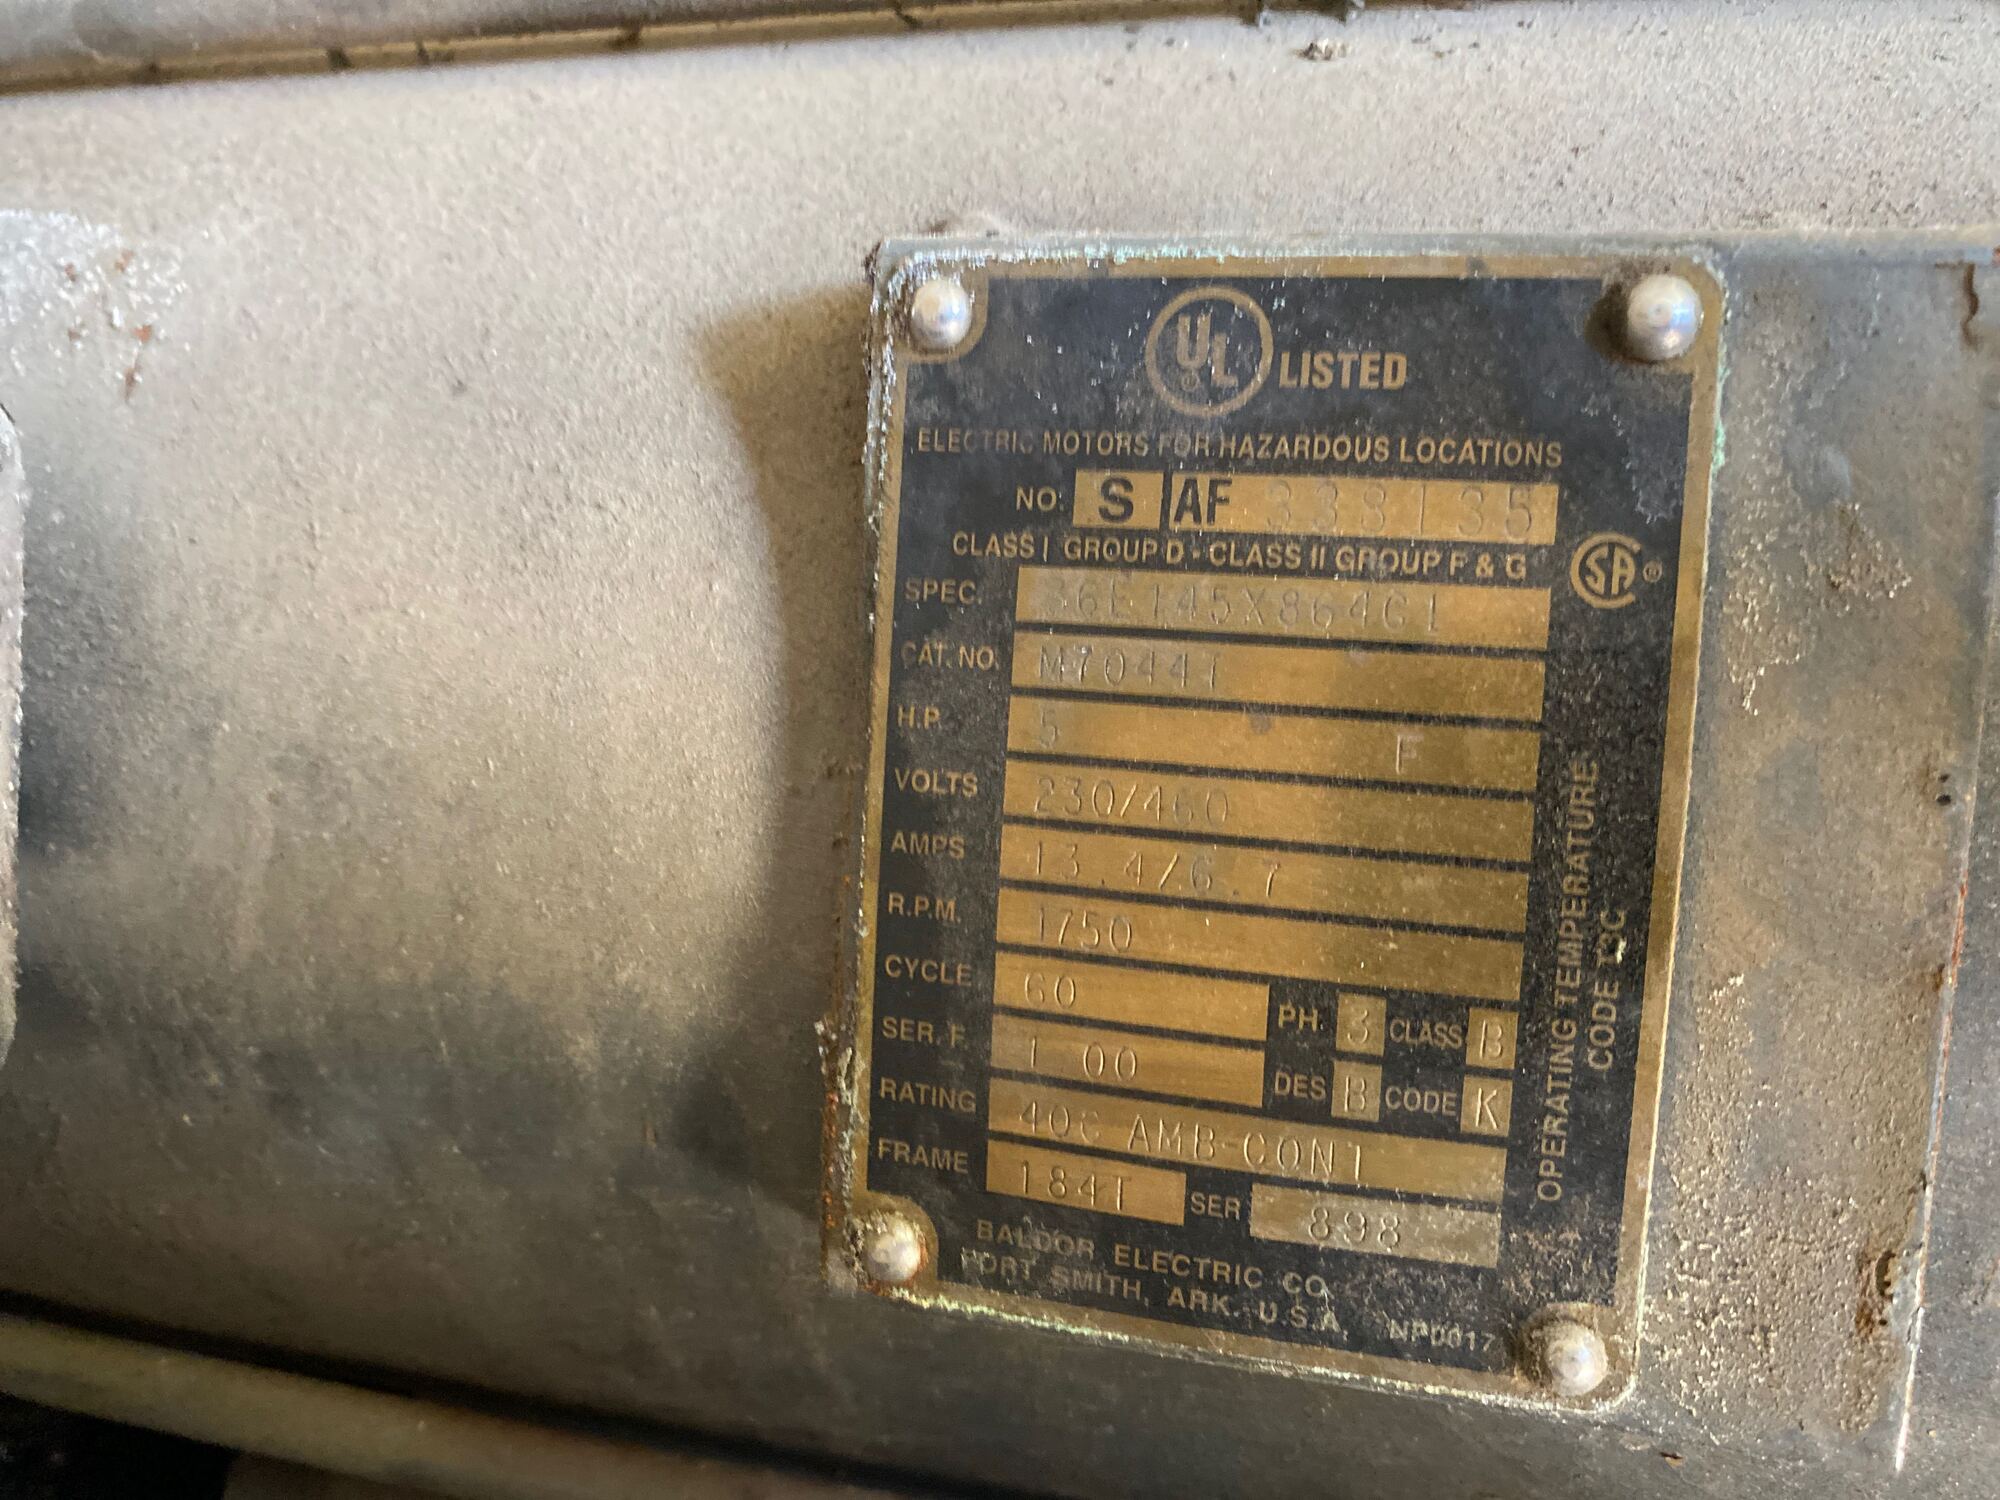 UL LISTED
ELECTRIC MOTORS FOR HAZARDOUS LOCATIONS
NO. S AF 338135
CLASS I GROUP D - CLASS II GROUP F & G
SA
SPEC. 36E145X864G1
CAT. NO. M7044T
H.P. 5 F
VOLTS 230/460
AMPS 13.4/6.7
R.P.M. 1750
CYCLE 60 PH. 3 CLASS B
SER. F. 1.00 DES B CODE K
RATING 40C AMB-CONT
FRAME 184T SER 898
OPERATING TEMPERATURE
CODE T3C
BALDOR ELECTRIC CO.
FORT SMITH, ARK. U.S.A. NP0017